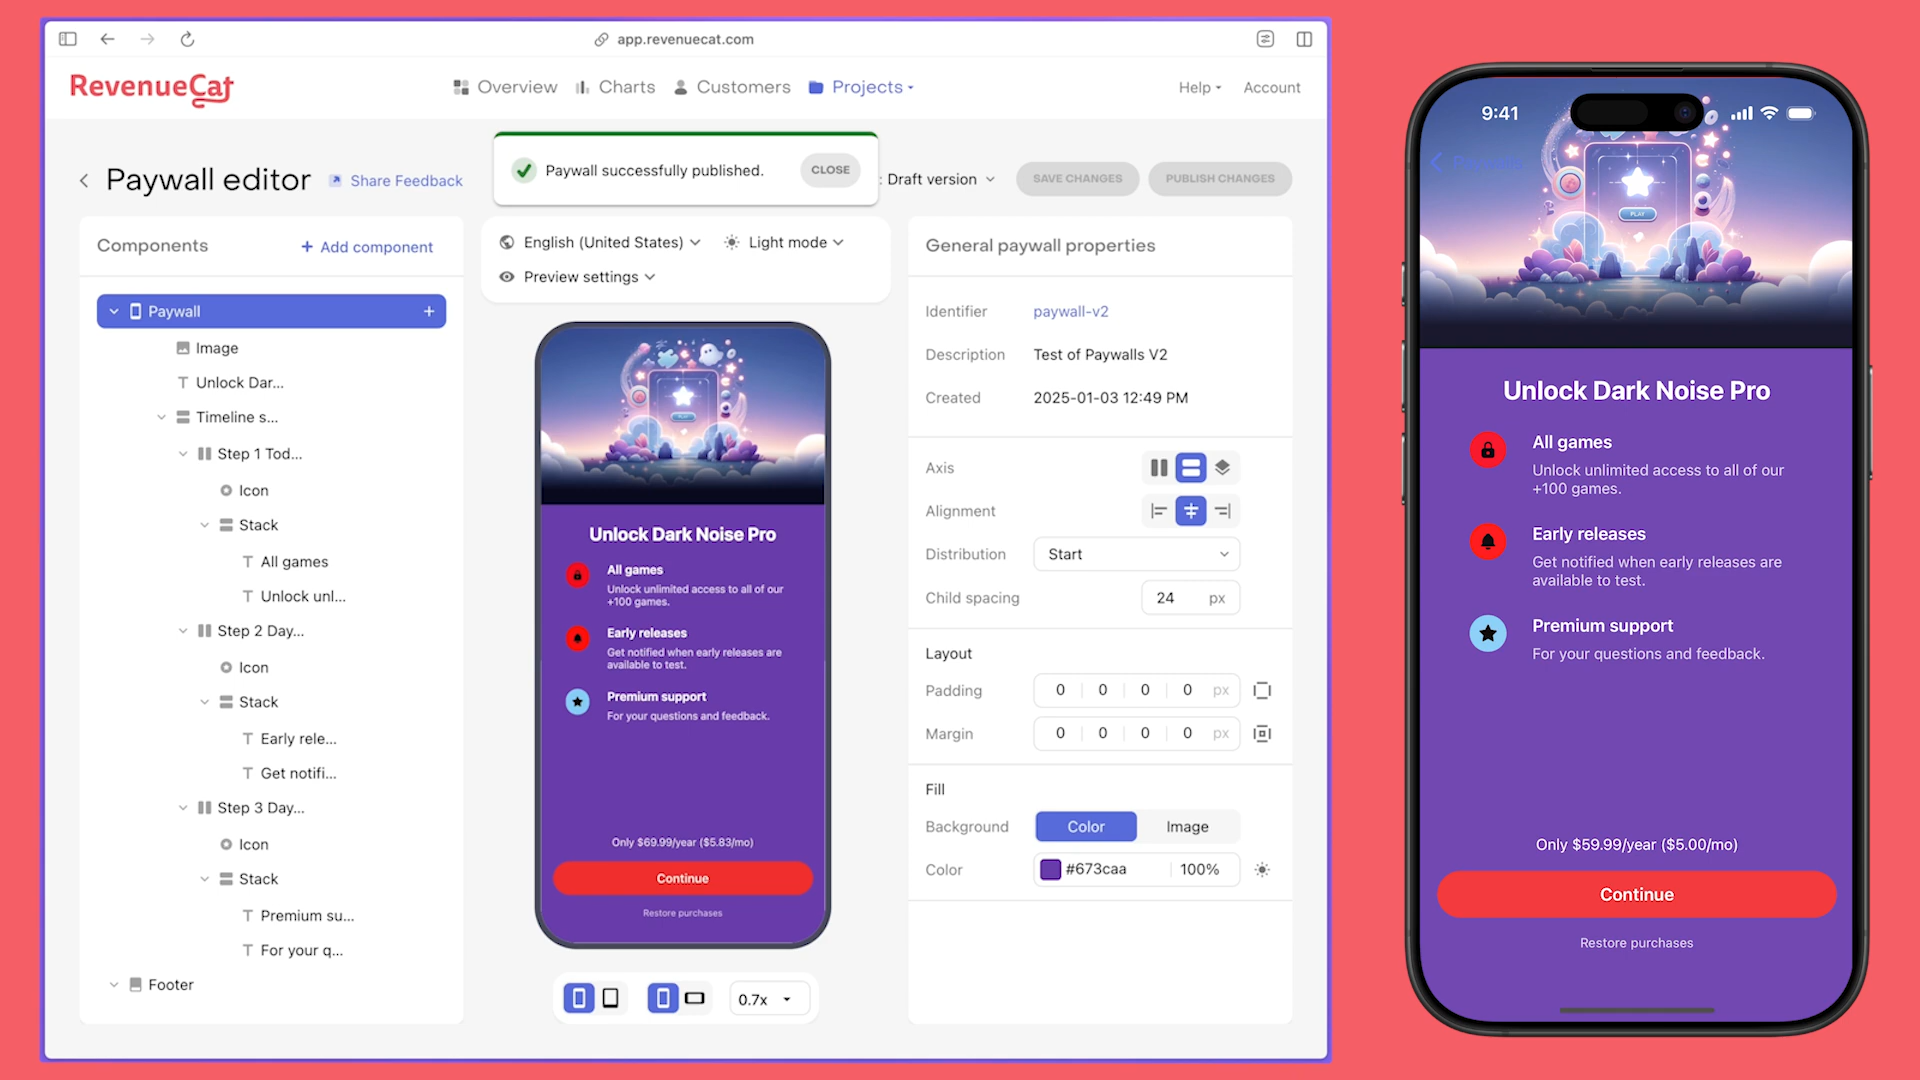 app.revenuecat.com
RevenueCat
Overview
Charts
Customers
Projects
Help
Account
Paywall editor
Share Feedback
Paywall successfully published.
CLOSE
: Draft version
SAVE CHANGES
PUBLISH CHANGES
Components
+ Add component
Paywall
Image
Unlock Dar...
Timeline s...
Step 1 Tod...
Icon
Stack
All games
Unlock unl...
Step 2 Day...
Icon
Stack
Early rele...
Get notifi...
Step 3 Day...
Icon
Stack
Premium su...
For your q...
Footer
English (United States)
Light mode
Preview settings
PLAY
Unlock Dark Noise Pro
All games
Unlock unlimited access to all of our
+100 games.
Early releases
Get notified when early releases are
available to test.
Premium support
For your questions and feedback.
Only $69.99/year ($5.83/mo)
Continue
Restore purchases
0.7x
General paywall properties
Identifier paywall-v2
Description Test of Paywalls V2
Created 2025-01-03 12:49 PM
Axis
Alignment
Distribution Start
Child spacing 24 px
Layout
Padding 0 0 0 0 px
Margin 0 0 0 0 px
Fill
Background Color Image
Color #673caa 100%
9:41
PLAY
Unlock Dark Noise Pro
All games
Unlock unlimited access to all of our
+100 games.
Early releases
Get notified when early releases are
available to test.
Premium support
For your questions and feedback.
Only $59.99/year ($5.00/mo)
Continue
Restore purchases